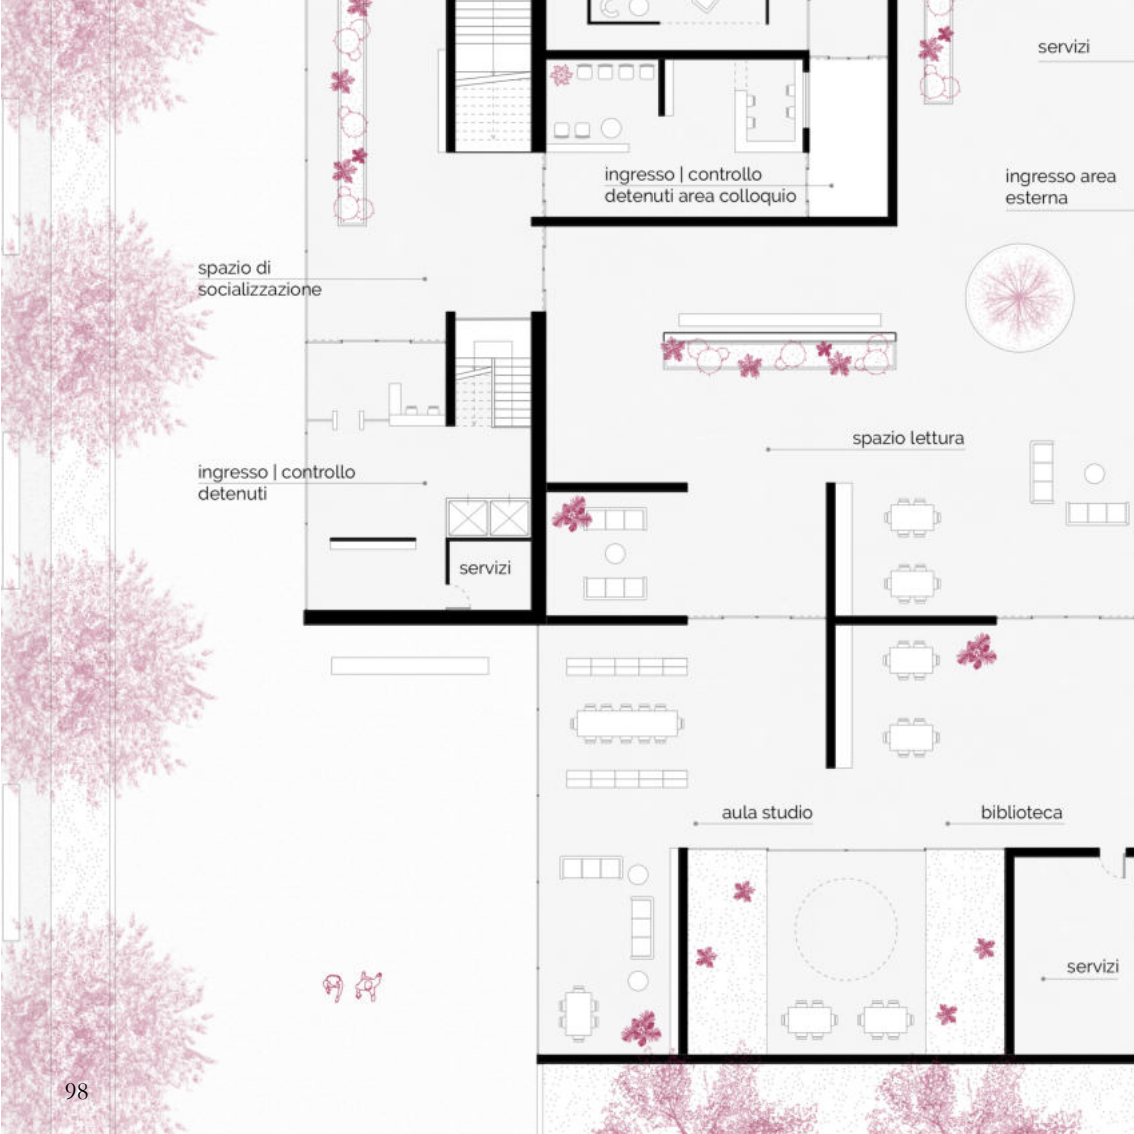 servizi
ingresso | controllo
detenuti area colloquio
ingresso area
esterna
spazio di
socializzazione
spazio lettura
ingresso | controllo
detenuti
servizi
aula studio
biblioteca
servizi
98